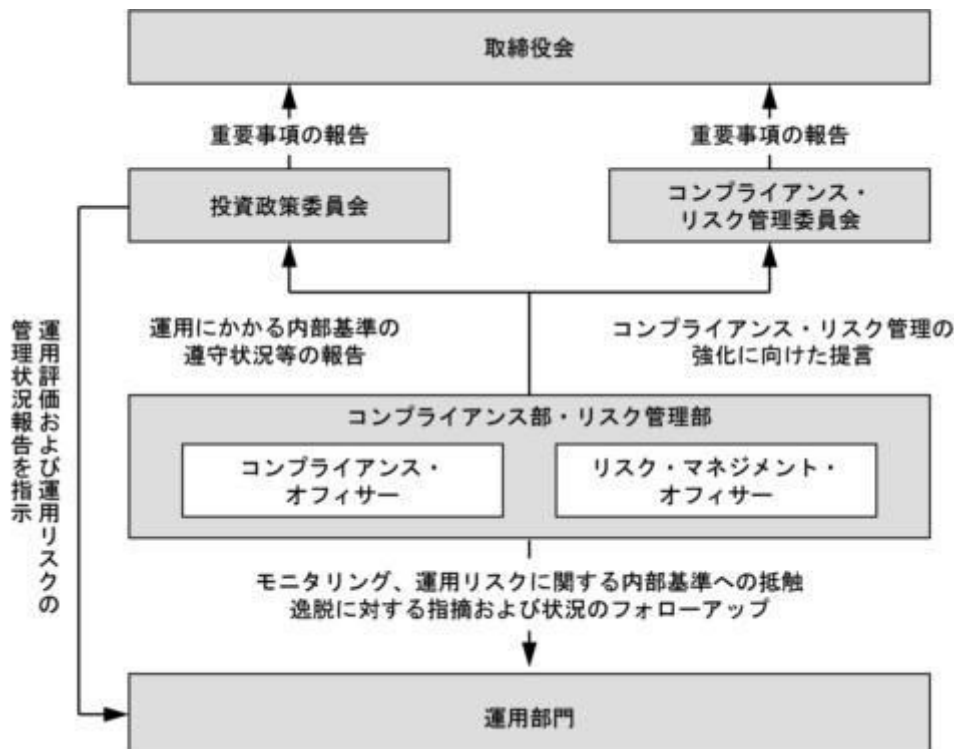 取締役会
重要事項の報告
重要事項の報告
投資政策委員会
コンプライアンス・
リスク管理委員会
運用にかかる内部基準の
遵守状況等の報告
コンプライアンス・リスク管理の
強化に向けた提言
運用評価および運用リスクの
管理状況報告を指示
コンプライアンス部・リスク管理部
コンプライアンス・
オフィサー
リスク・マネジメント・
オフィサー
モニタリング、運用リスクに関する内部基準への抵触
逸脱に対する指摘および状況のフォローアップ
運用部門